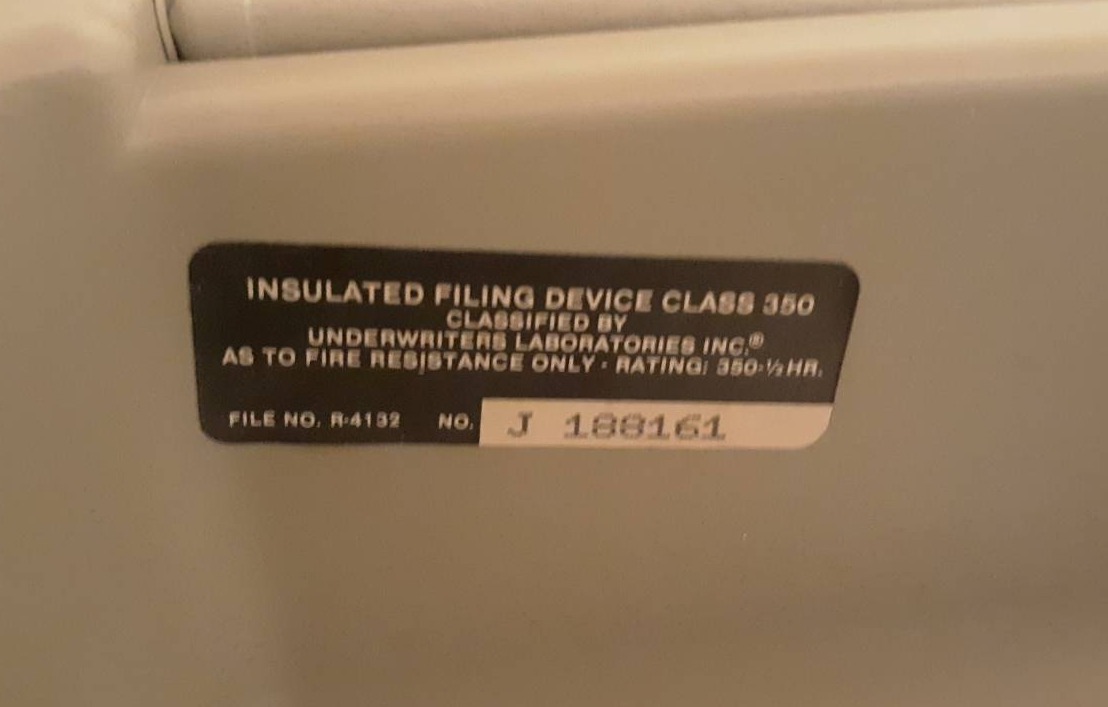 INSULATED FILING DEVICE CLASS 350
CLASSIFIED BY
UNDERWRITERS LABORATORIES INC.®
AS TO FIRE RESISTANCE ONLY - RATING: 350-½ HR.
FILE NO. R-4132 NO. J 188161